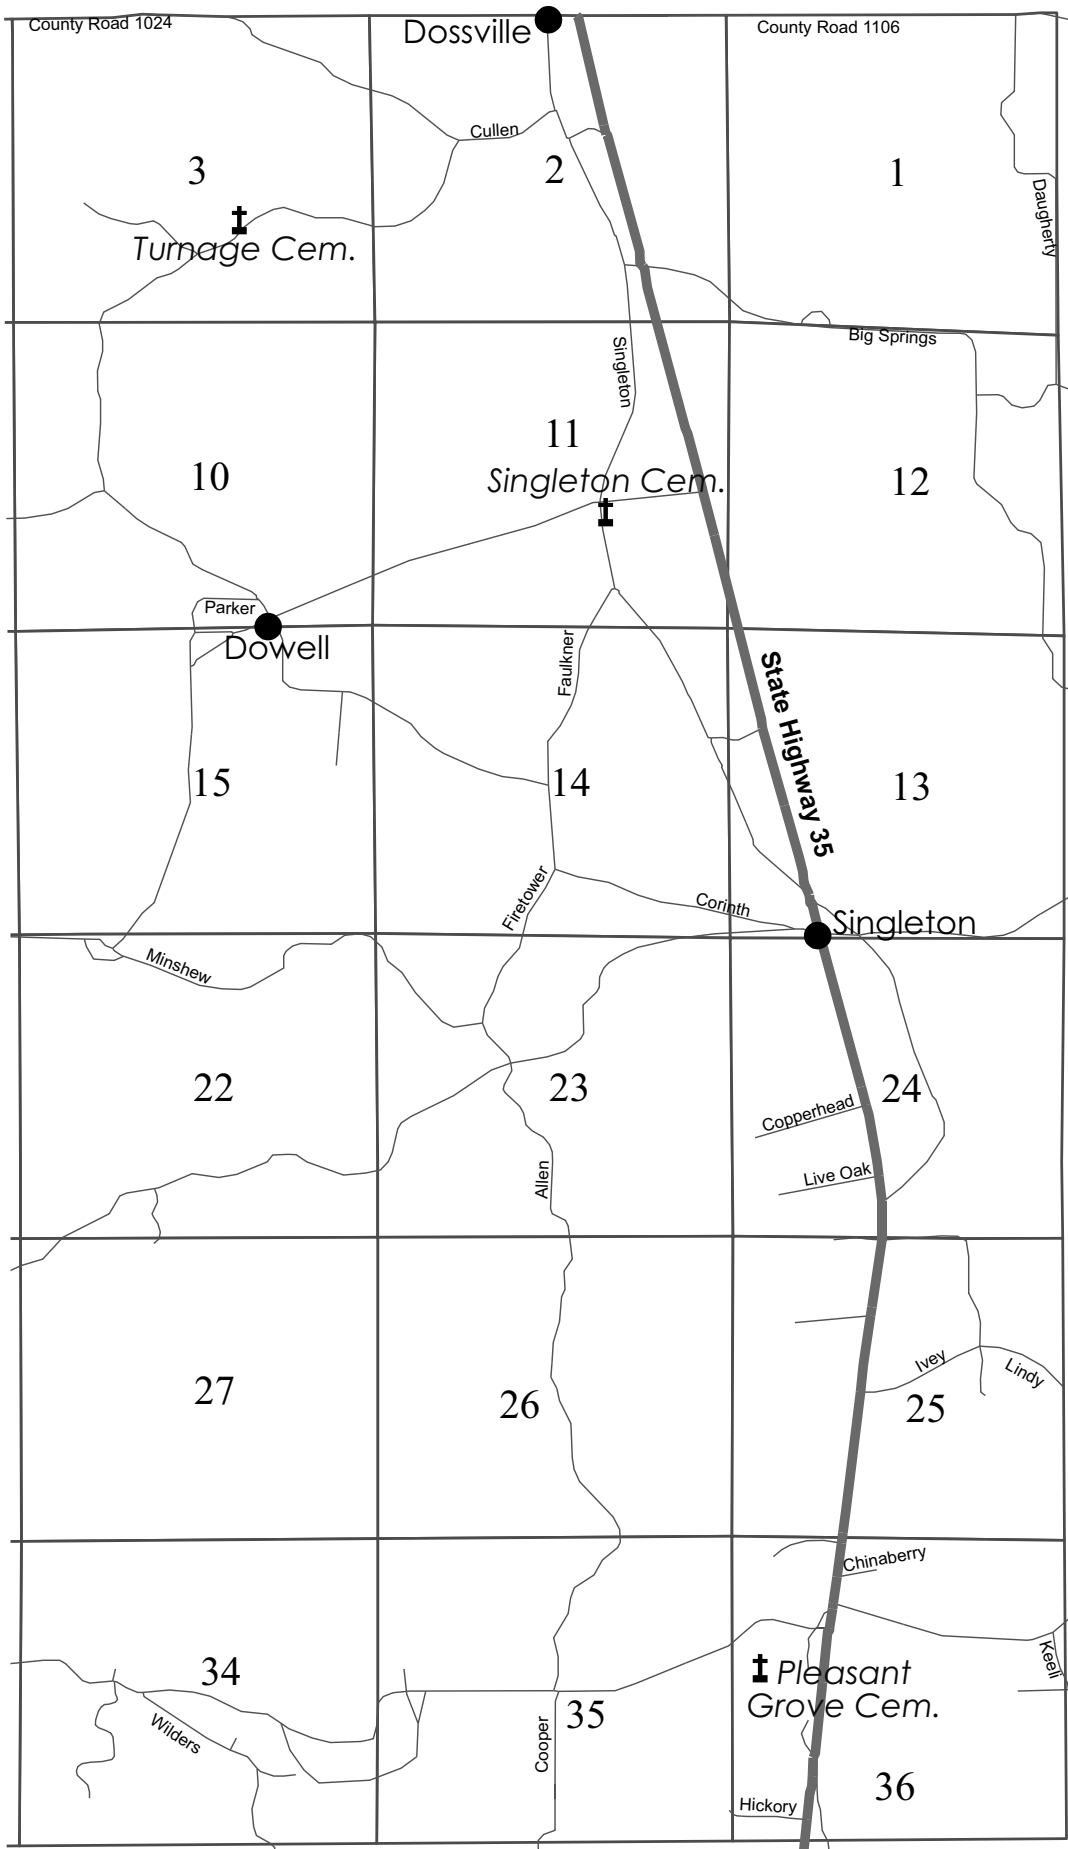 County Road 1024
Dossville
County Road 1106
Cullen
3
2
1
Daugherty
Turnage Cem.
Big Springs
Singleton
11
10
Singleton Cem.
12
Parker
Dowell
Faulkner
State Highway 35
15
14
13
Firetower
Corinth
Singleton
Minshew
22
23
24
Copperhead
Live Oak
Allen
Ivey
Lindy
27
26
25
Chinaberry
Keeli
34
Pleasant
Grove Cem.
35
Wilders
Cooper
36
Hickory